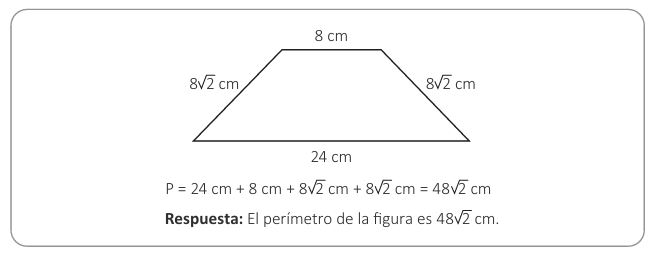 8 cm
8√2 cm
8√2 cm
24 cm
P = 24 cm + 8 cm + 8√2 cm + 8√2 cm = 48√2 cm
Respuesta: El perímetro de la figura es 48√2 cm.